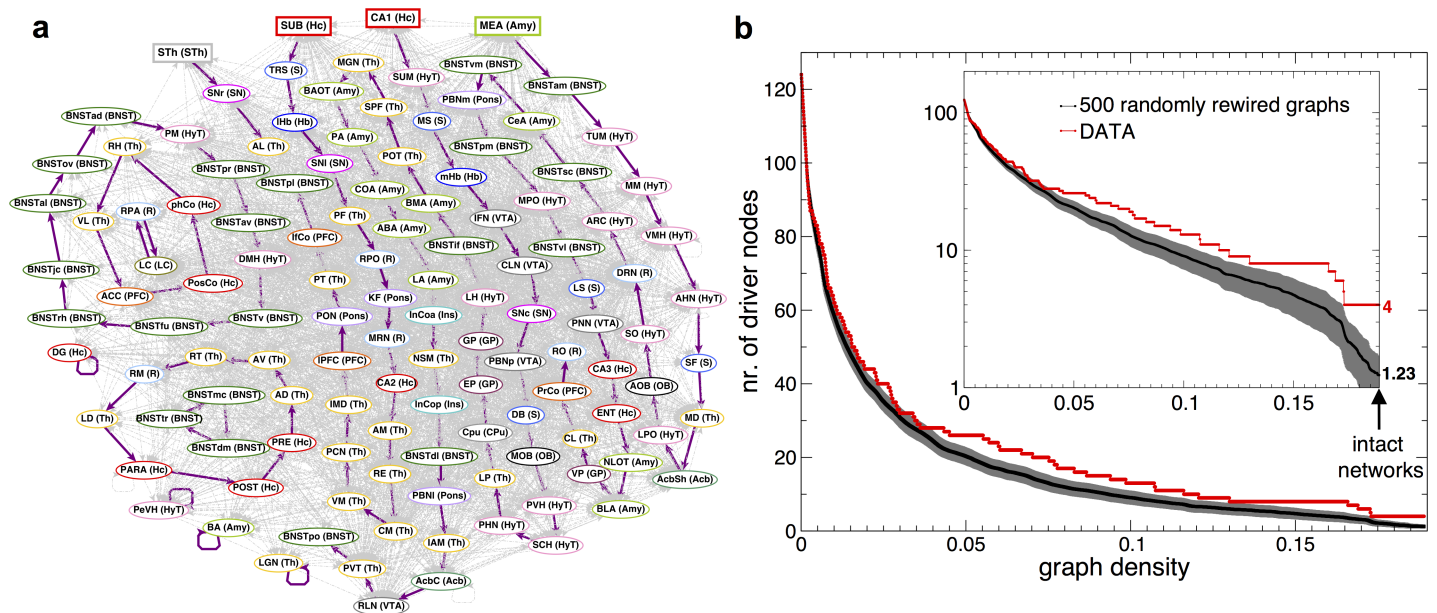 a
SUB (Hc)
CA1 (Hc)
MEA (Amy)
STh (STh)
TRS (S)
MGN (Th)
SUM (HyT)
BNSTvm (BNST)
BNSTam (BNST)
SNr (SN)
BAOT (Amy)
SPF (Th)
PBNm (Pons)
BNSTad (BNST)
PM (HyT)
IHb (Hb)
PA (Amy)
MS (S)
CeA (Amy)
TUM (HyT)
RH (Th)
AL (Th)
SNl (SN)
POT (Th)
BNSTpm (BNST)
BNSTov (BNST)
BNSTpr (BNST)
BNSTpl (BNST)
COA (Amy)
mHb (Hb)
BNSTsc (BNST)
MM (HyT)
BNSTal (BNST)
phCo (Hc)
BMA (Amy)
MPO (HyT)
RPA (R)
VL (Th)
BNSTav (BNST)
PF (Th)
ABA (Amy)
IFN (VTA)
ARC (HyT)
VMH (HyT)
IfCo (PFC)
BNSTif (BNST)
BNSTvl (BNST)
DMH (HyT)
RPO (R)
CLN (VTA)
BNSTjc (BNST)
LC (LC)
PosCo (Hc)
PT (Th)
LA (Amy)
LS (S)
DRN (R)
ACC (PFC)
KF (Pons)
LH (HyT)
AHN (HyT)
BNSTrh (BNST)
BNSTfu (BNST)
BNSTv (BNST)
PON (Pons)
InCoa (Ins)
SNc (SN)
PNN (VTA)
SO (HyT)
MRN (R)
GP (GP)
DG (Hc)
RT (Th)
AV (Th)
IPFC (PFC)
NSM (Th)
PBNp (VTA)
RO (R)
CA3 (Hc)
SF (S)
RM (R)
CA2 (Hc)
EP (GP)
PrCo (PFC)
AOB (OB)
BNSTmc (BNST)
AD (Th)
IMD (Th)
InCop (Ins)
DB (S)
ENT (Hc)
MD (Th)
LD (Th)
BNSTtr (BNST)
AM (Th)
Cpu (CPu)
LPO (HyT)
BNSTdm (BNST)
PRE (Hc)
PCN (Th)
BNSTdl (BNST)
MOB (OB)
CL (Th)
NLOT (Amy)
PARA (Hc)
RE (Th)
LP (Th)
VP (GP)
AcbSh (Acb)
POST (Hc)
VM (Th)
PBNl (Pons)
PVH (HyT)
BLA (Amy)
PeVH (HyT)
BA (Amy)
CM (Th)
PHN (HyT)
BNSTpo (BNST)
IAM (Th)
SCH (HyT)
LGN (Th)
PVT (Th)
AcbC (Acb)
RLN (VTA)
b
nr. of driver nodes
120
100
80
60
40
20
0
0
0.05
0.1
0.15
graph density
100
10
1
0
0.05
0.1
0.15
500 randomly rewired graphs
DATA
4
1.23
intact
networks